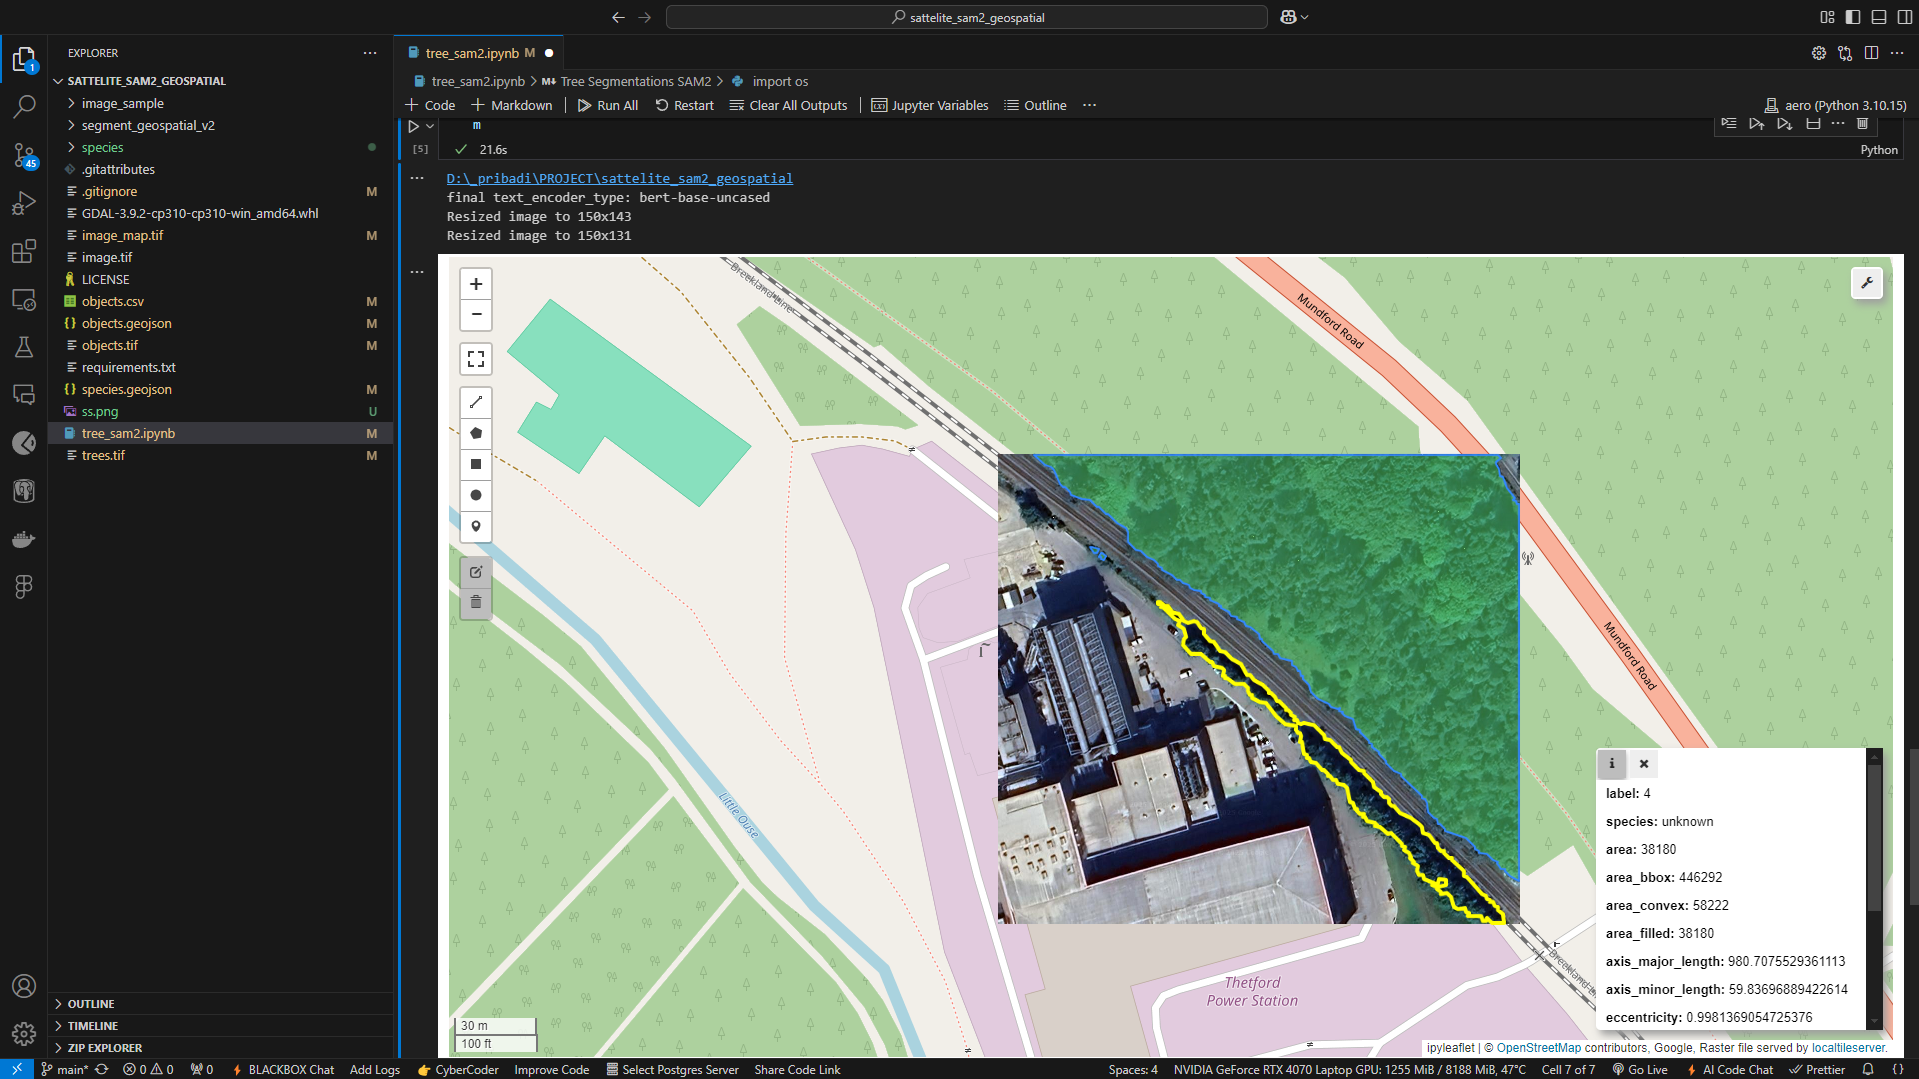 sattelite_sam2_geospatial
EXPLORER
SATTELITE_SAM2_GEOSPATIAL
image_sample
segment_geospatial_v2
species
.gitattributes
.gitignore M
GDAL-3.9.2-cp310-cp310-win_amd64.whl
image_map.tif M
image.tif
LICENSE
objects.csv M
objects.geojson M
objects.tif M
requirements.txt
species.geojson M
ss.png U
tree_sam2.ipynb M
trees.tif M
OUTLINE
TIMELINE
ZIP EXPLORER
1
45
tree_sam2.ipynb M
tree_sam2.ipynb > M↓ Tree Segmentations SAM2 > import os
Code Markdown Run All Restart Clear All Outputs Jupyter Variables Outline
aero (Python 3.10.15)
m
[5] 21.6s
Python
D:\_pribadi\PROJECT\sattelite_sam2_geospatial
final text_encoder_type: bert-base-uncased
Resized image to 150x143
Resized image to 150x131
+
−
Breckland Line
Mundford Road
Mundford Road
Little Ouse
Thetford
Power Station
30 m
100 ft
label: 4
species: unknown
area: 38180
area_bbox: 446292
area_convex: 58222
area_filled: 38180
axis_major_length: 980.7075529361113
axis_minor_length: 59.83696889422614
eccentricity: 0.9981369054725376
ipyleaflet | © OpenStreetMap contributors, Google, Raster file served by localtileserver.
main* 0 0 0 BLACKBOX Chat Add Logs CyberCoder Improve Code Select Postgres Server Share Code Link
Spaces: 4 NVIDIA GeForce RTX 4070 Laptop GPU: 1255 MiB / 8188 MiB, 47°C Cell 7 of 7 Go Live AI Code Chat Prettier